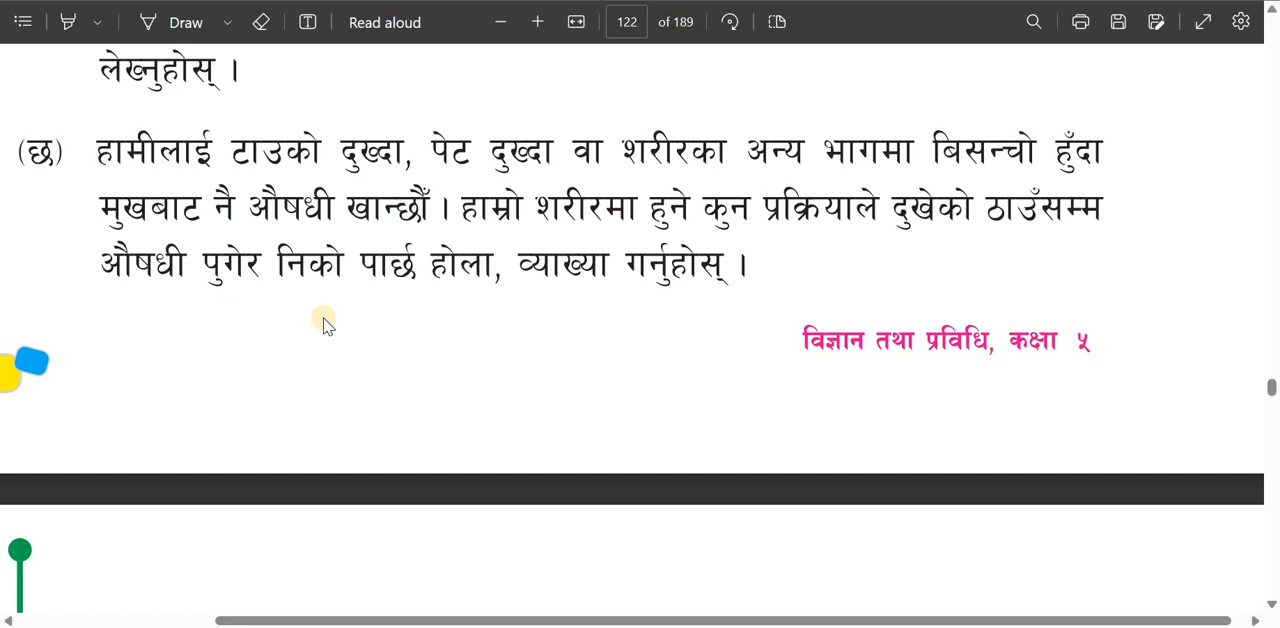 Draw
Read aloud
122 of 189
लेख्नुहोस् ।
(छ) हामीलाई टाउको दुख्दा, पेट दुख्दा वा शरीरका अन्य भागमा बिसन्चो हुँदा
मुखबाट नै औषधी खान्छौँ । हाम्रो शरीरमा हुने कुन प्रक्रियाले दुखेको ठाउँसम्म
औषधी पुगेर निको पार्छ होला, व्याख्या गर्नुहोस् ।
विज्ञान तथा प्रविधि, कक्षा ५